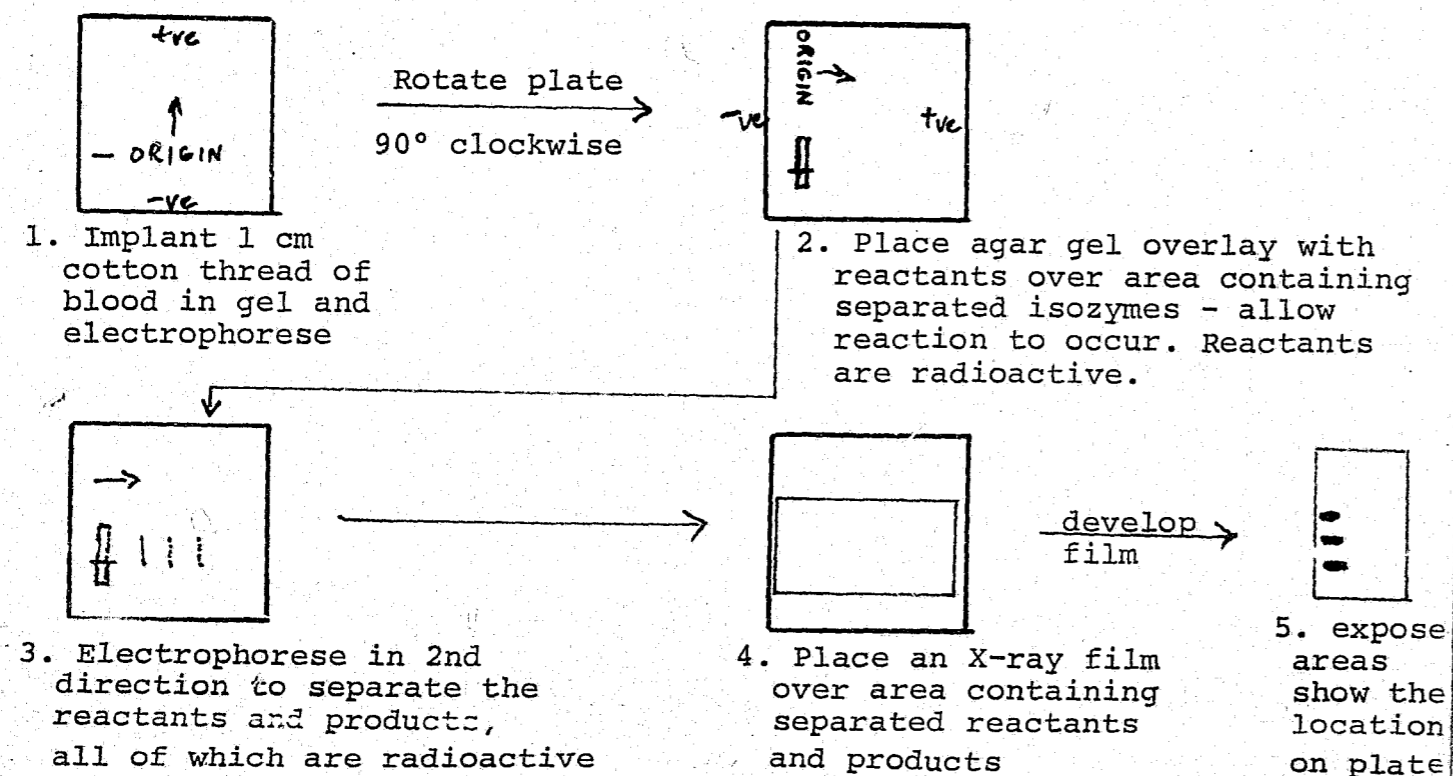 +ve
- ORIGIN
-ve
Rotate plate
90° clockwise
ORIGIN
-ve
+ve
1. Implant 1 cm
cotton thread of
blood in gel and
electrophorese
2. Place agar gel overlay with
reactants over area containing
separated isozymes - allow
reaction to occur. Reactants
are radioactive.
develop
film
3. Electrophorese in 2nd
direction to separate the
reactants and products,
all of which are radioactive
4. Place an X-ray film
over area containing
separated reactants
and products
5. expose
areas
show the
location
on plate